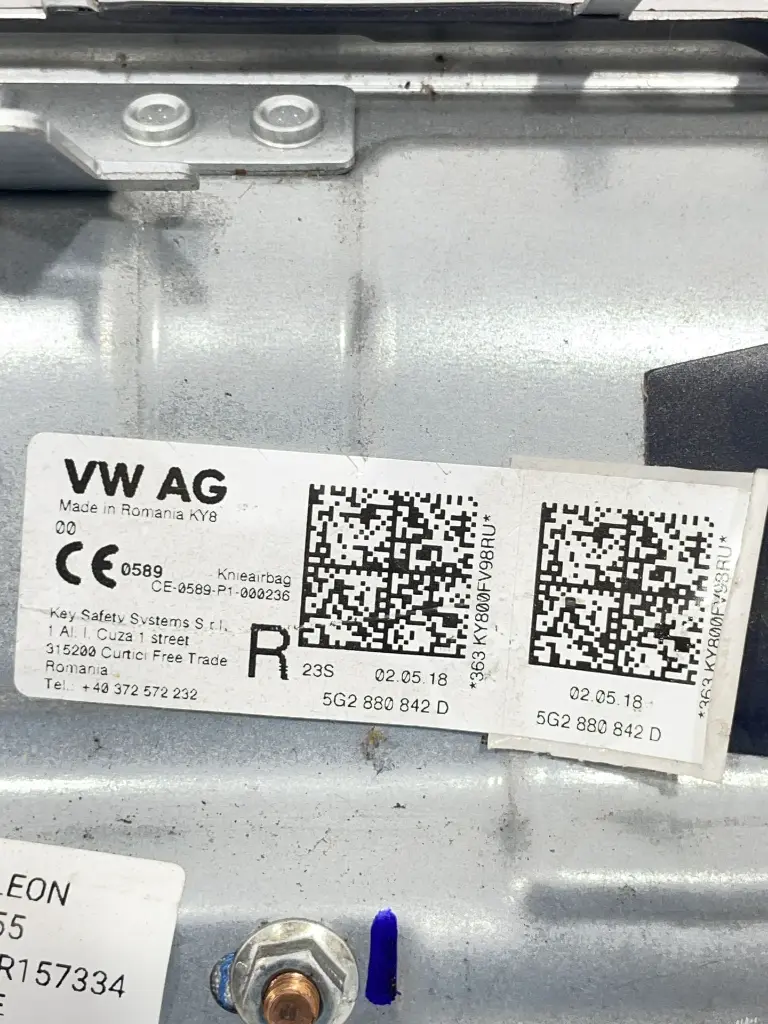 VW AG
Made in Romania KY8
00
CE 0589 Knieairbag
CE-0589-P1-000236
Key Safety Systems S.r.l.
1 Al. I. Cuza 1 street
315200 Curtici Free Trade
Romania
Tel.: +40 372 572 232
R 23S 02.05.18
5G2 880 842 D
*363 KY800FV98RU*
02.05.18
5G2 880 842 D
*363 KY800FV98RU*
LEON
55
R157334
E